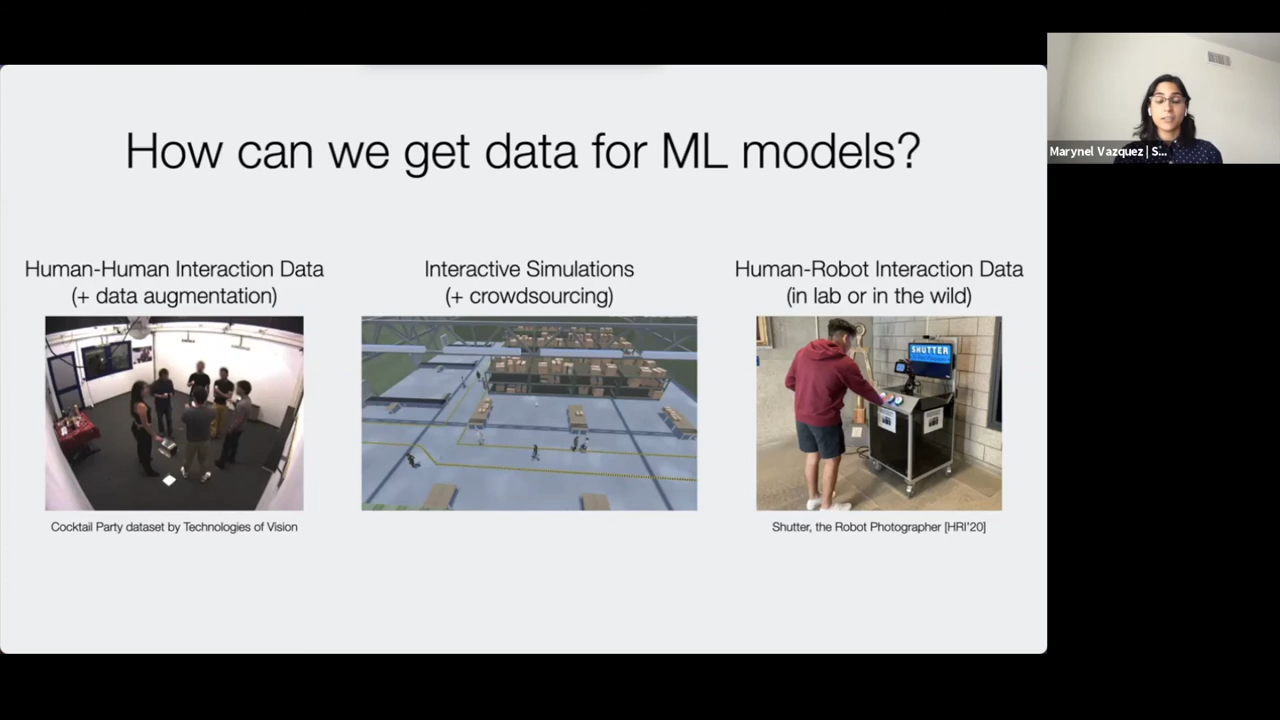 How can we get data for ML models?
Human-Human Interaction Data
(+ data augmentation)
Interactive Simulations
(+ crowdsourcing)
Human-Robot Interaction Data
(in lab or in the wild)
SHUTTER
Cocktail Party dataset by Technologies of Vision
Shutter, the Robot Photographer [HRI'20]
Marynel Vazquez | S...